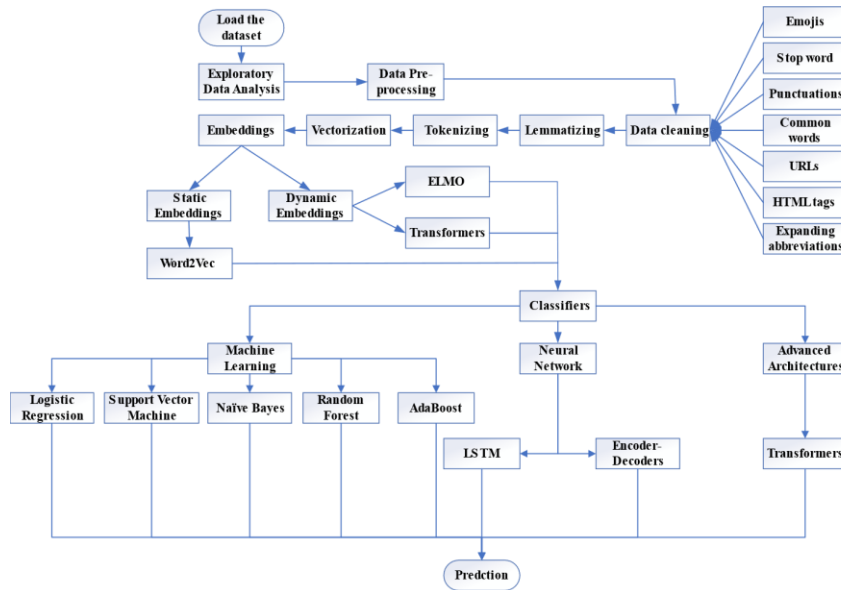 Load the
dataset
Exploratory
Data Analysis
Data Pre-
processing
Emojis
Stop word
Punctuations
Common
words
URLs
HTML tags
Expanding
abbreviations
Data cleaning
Lemmatizing
Tokenizing
Vectorization
Embeddings
Static
Embeddings
Dynamic
Embeddings
ELMO
Transformers
Word2Vec
Classifiers
Machine
Learning
Neural
Network
Advanced
Architectures
Logistic
Regression
Support Vector
Machine
Naïve Bayes
Random
Forest
AdaBoost
LSTM
Encoder-
Decoders
Transformers
Predction